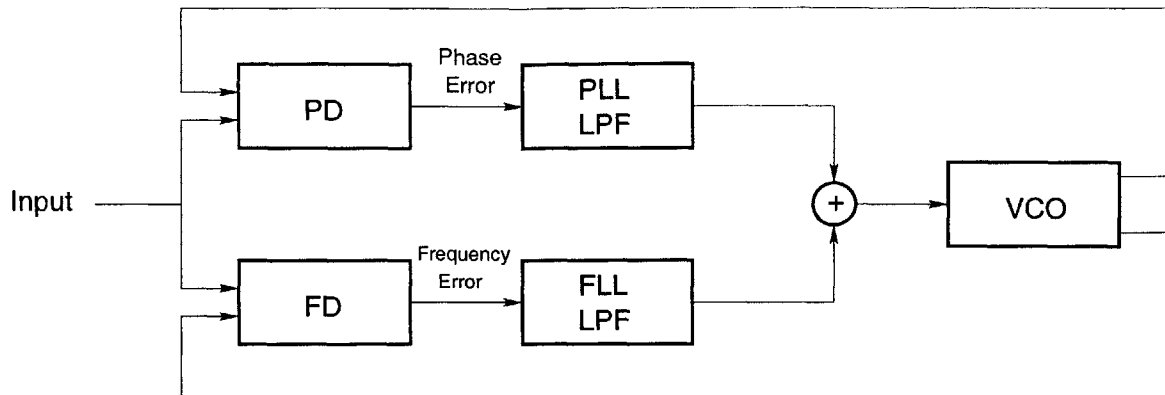 Phase
Error
PD
PLL
LPF
Input
+
VCO
Frequency
Error
FD
FLL
LPF